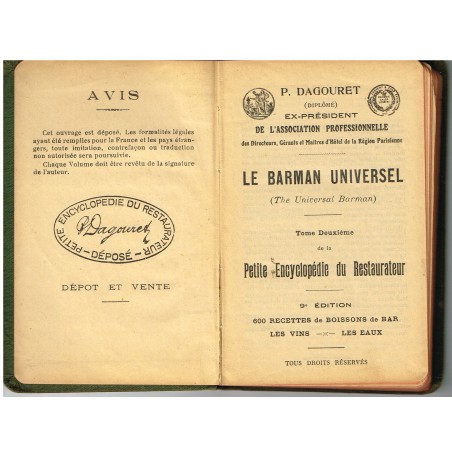 AVIS
Cet ouvrage est déposé. Les formalités légales
ayant été remplies pour la France et les pays étran-
gers, toute imitation, contrefaçon ou traduction
non autorisée sera poursuivie.
Chaque Volume doit être revêtu de la signature
de l'auteur.
PETITE ENCYCLOPEDIE DU RESTAURATEUR
P. Dagouret
DÉPOSÉ
DÉPOT ET VENTE
P. DAGOURET
(DIPLÔMÉ)
EX-PRÉSIDENT
DE L'ASSOCIATION PROFESSIONNELLE
des Directeurs, Gérants et Maîtres d'Hôtel de la Région Parisienne
LE BARMAN UNIVERSEL
(The Universal Barman)
Tome Deuxième
de la
Petite Encyclopédie du Restaurateur
9e ÉDITION
600 RECETTES DE BOISSONS DE BAR
LES VINS -×- LES EAUX
TOUS DROITS RÉSERVÉS